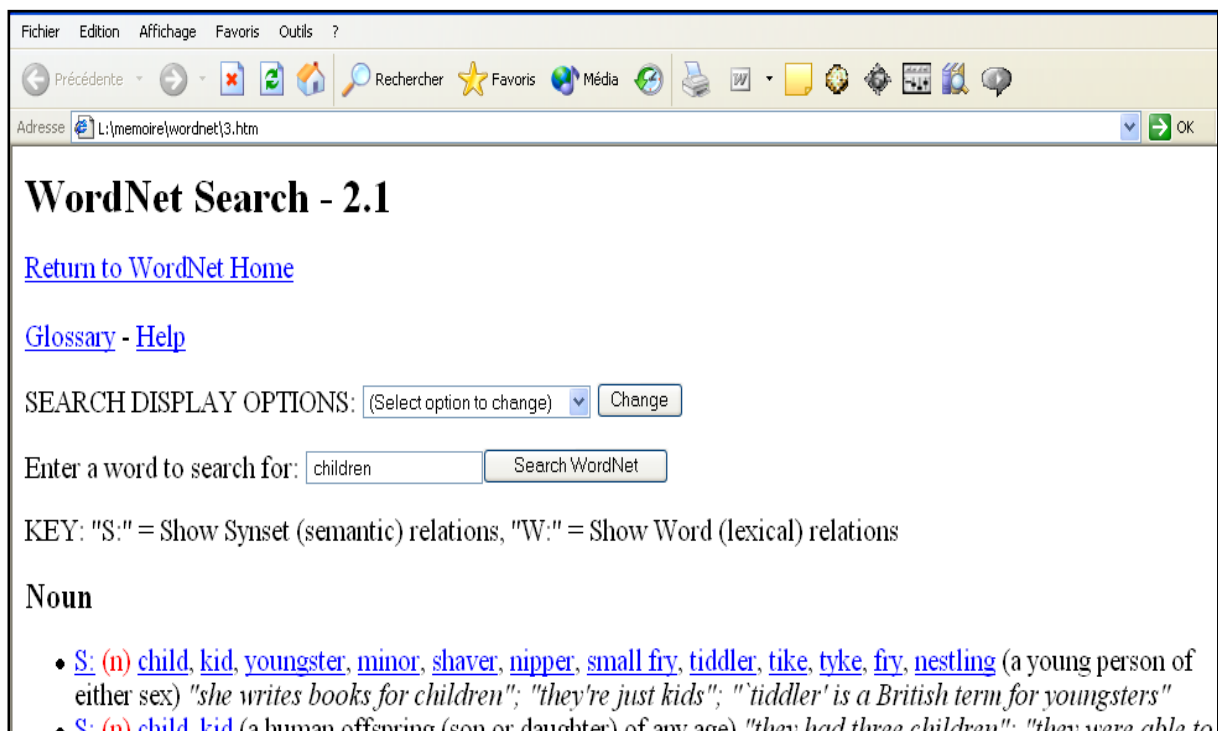 Fichier Edition Affichage Favoris Outils ?
Précédente Rechercher Favoris Média
Adresse L:\memoire\wordnet\3.htm OK
WordNet Search - 2.1
Return to WordNet Home
Glossary - Help
SEARCH DISPLAY OPTIONS: (Select option to change) Change
Enter a word to search for: children Search WordNet
KEY: "S:" = Show Synset (semantic) relations, "W:" = Show Word (lexical) relations
Noun
• S: (n) child, kid, youngster, minor, shaver, nipper, small fry, tiddler, tike, tyke, fry, nestling (a young person of
either sex) "she writes books for children"; "they're just kids"; "`tiddler' is a British term for youngsters"
• S: (n) child, kid (a human offspring (son or daughter) of any age) "they had three children"; "they were able to